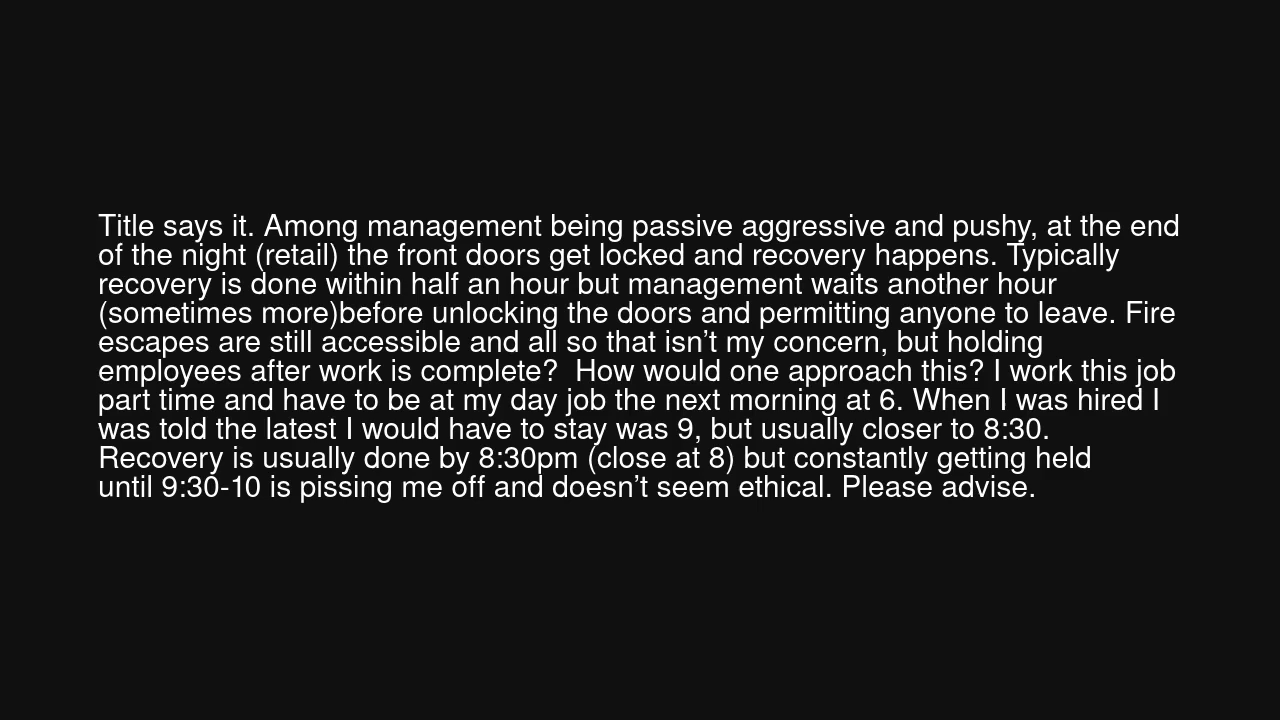 Title says it. Among management being passive aggressive and pushy, at the end
of the night (retail) the front doors get locked and recovery happens. Typically
recovery is done within half an hour but management waits another hour
(sometimes more)before unlocking the doors and permitting anyone to leave. Fire
escapes are still accessible and all so that isn’t my concern, but holding
employees after work is complete?  How would one approach this? I work this job
part time and have to be at my day job the next morning at 6. When I was hired I
was told the latest I would have to stay was 9, but usually closer to 8:30.
Recovery is usually done by 8:30pm (close at 8) but constantly getting held
until 9:30-10 is pissing me off and doesn’t seem ethical. Please advise.